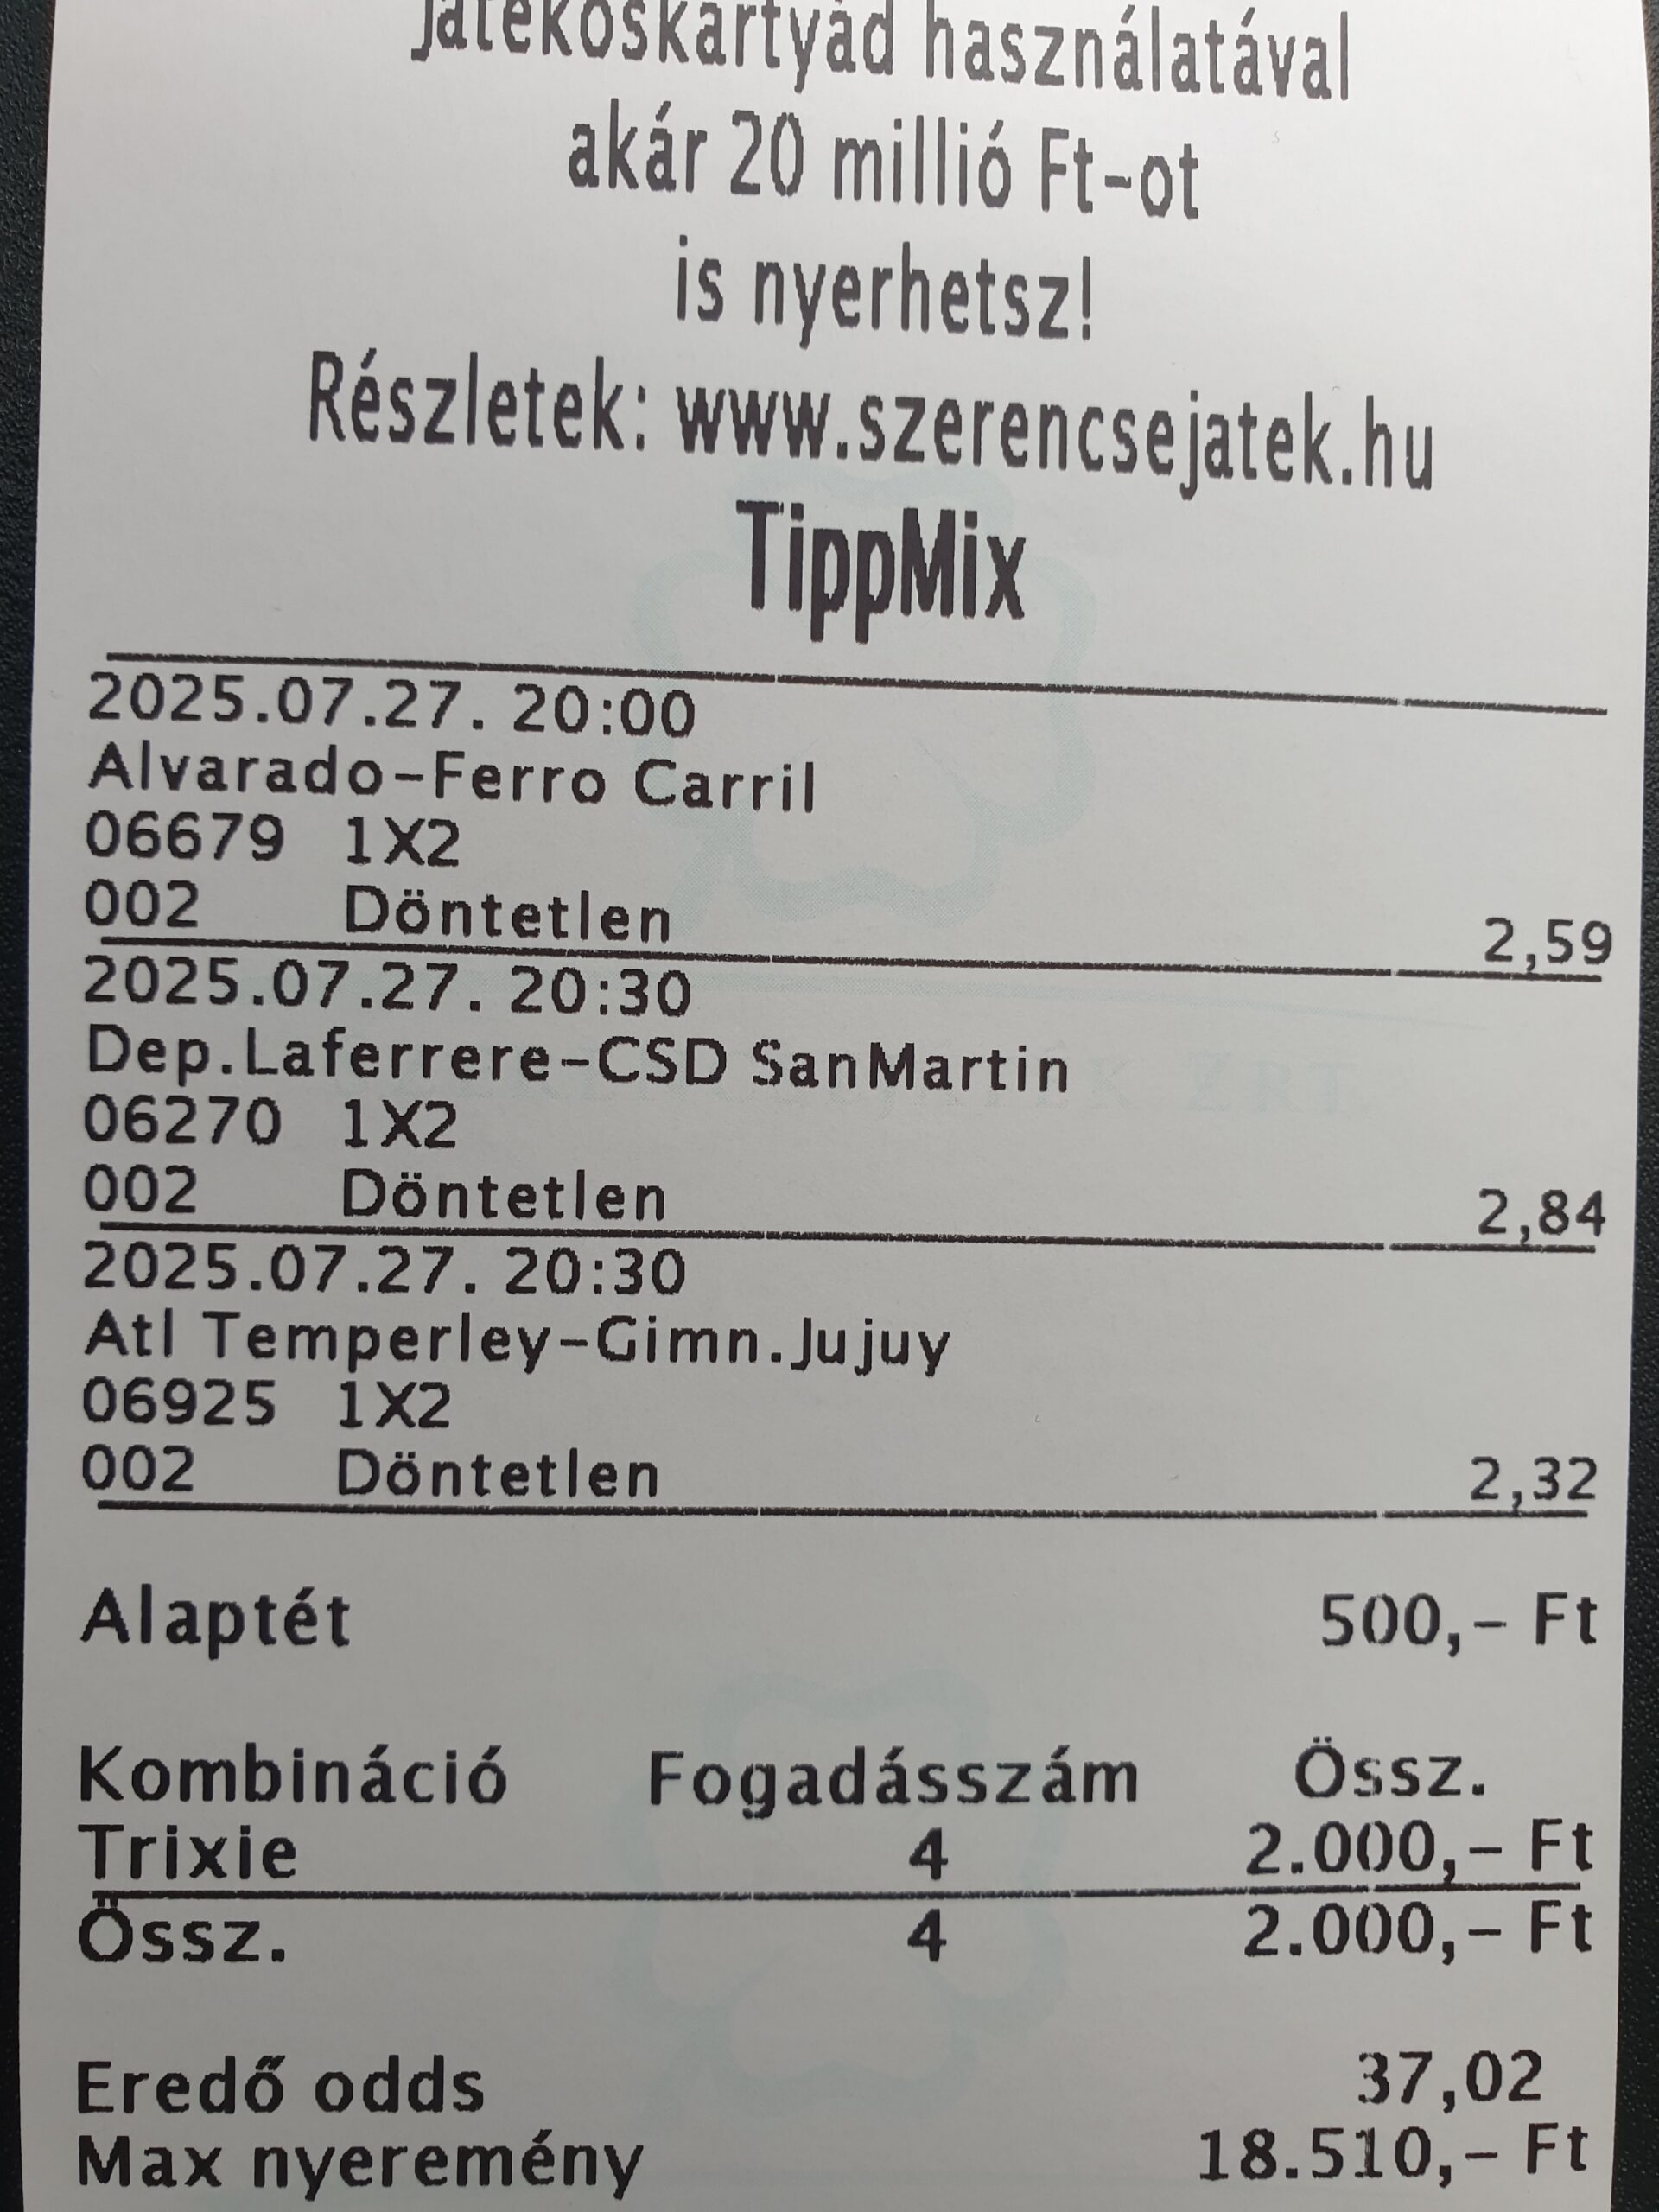 játékoskártyád használatával
akár 20 millió Ft-ot
is nyerhetsz!
Részletek: www.szerencsejatek.hu
TippMix
2025.07.27. 20:00
Alvarado-Ferro Carril
06679 1X2
002 Döntetlen 2,59
2025.07.27. 20:30
Dep.Laferrere-CSD SanMartin
06270 1X2
002 Döntetlen 2,84
2025.07.27. 20:30
Atl Temperley-Gimn.Jujuy
06925 1X2
002 Döntetlen 2,32
Alaptét 500,- Ft
Kombináció Fogadásszám Össz.
Trixie 4 2.000,- Ft
Össz. 4 2.000,- Ft
Eredő odds 37,02
Max nyeremény 18.510,- Ft